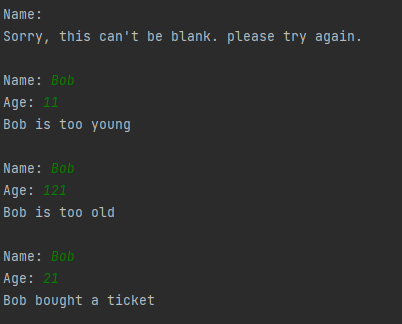 Name:
Sorry, this can't be blank. please try again.
Name: Bob
Age: 11
Bob is too young
Name: Bob
Age: 121
Bob is too old
Name: Bob
Age: 21
Bob bought a ticket